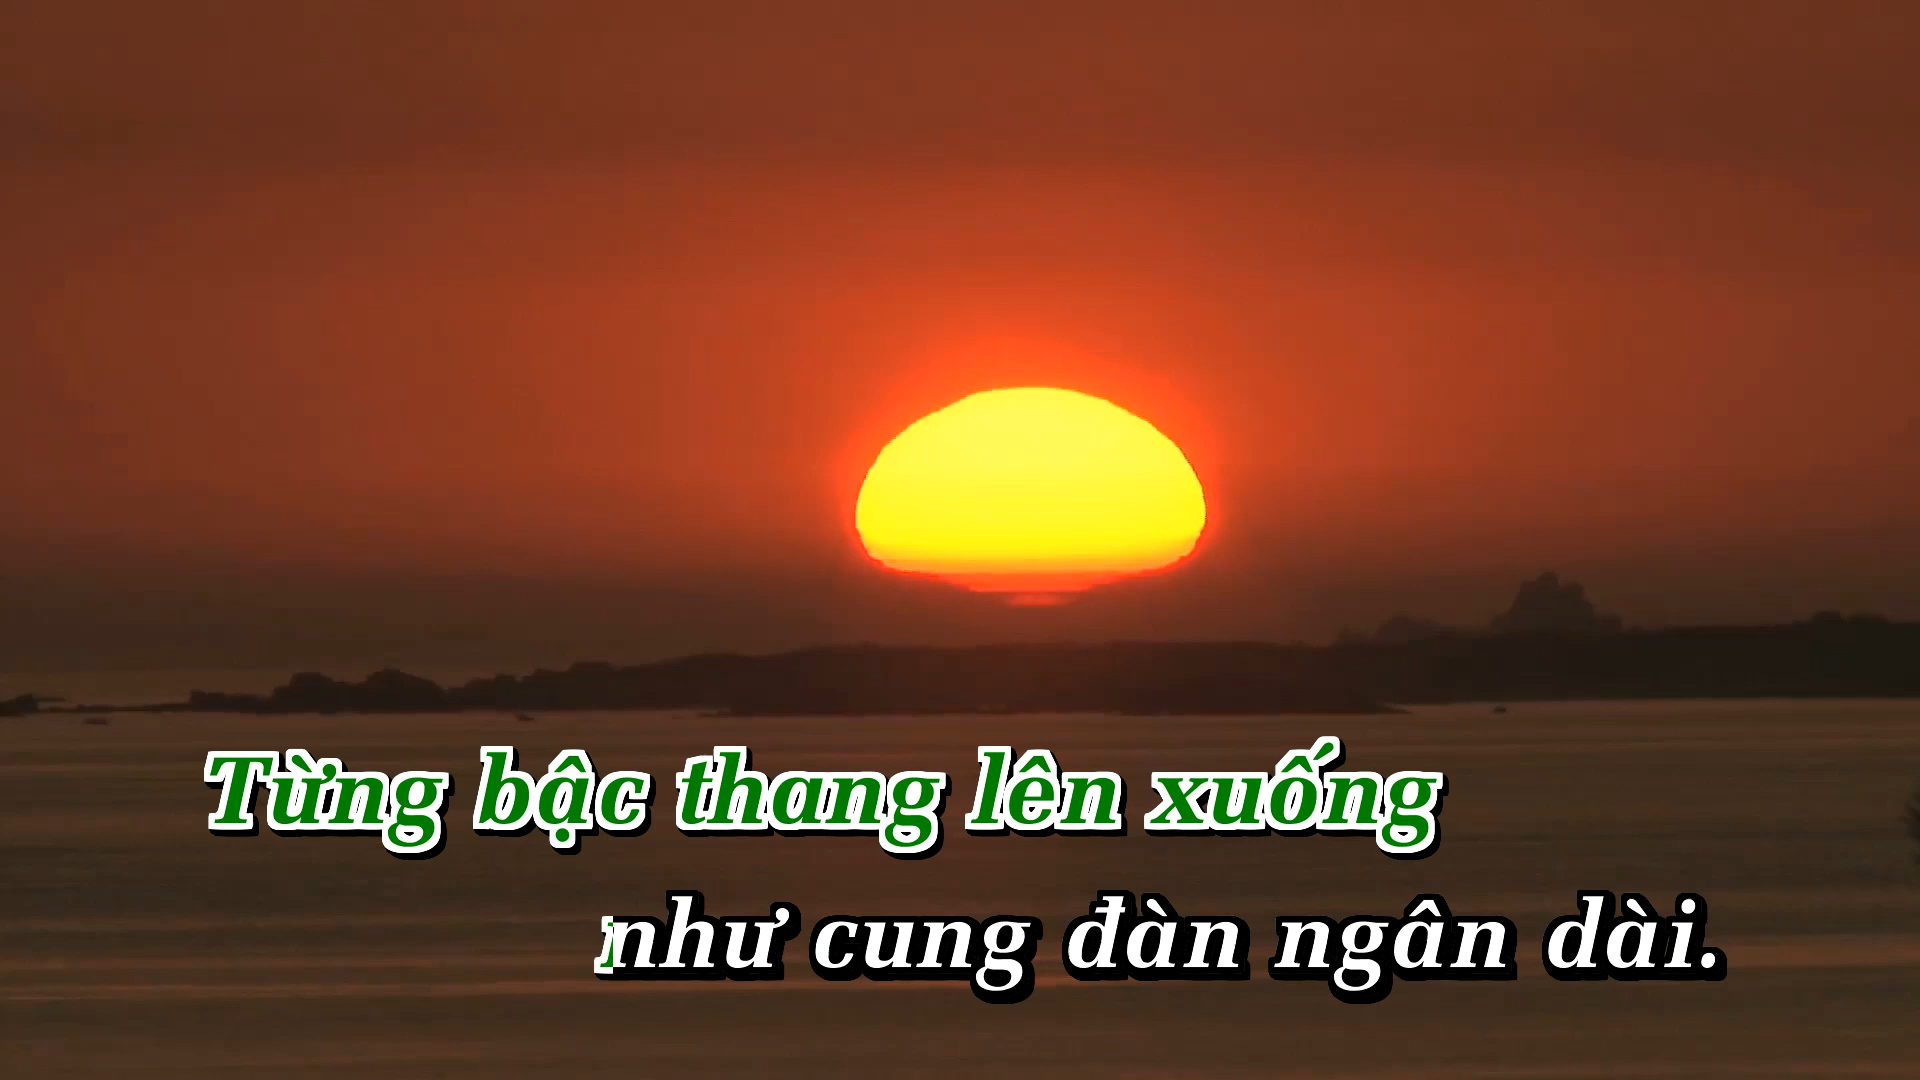 Từng bậc thang lên xuống
như cung đàn ngân dài.